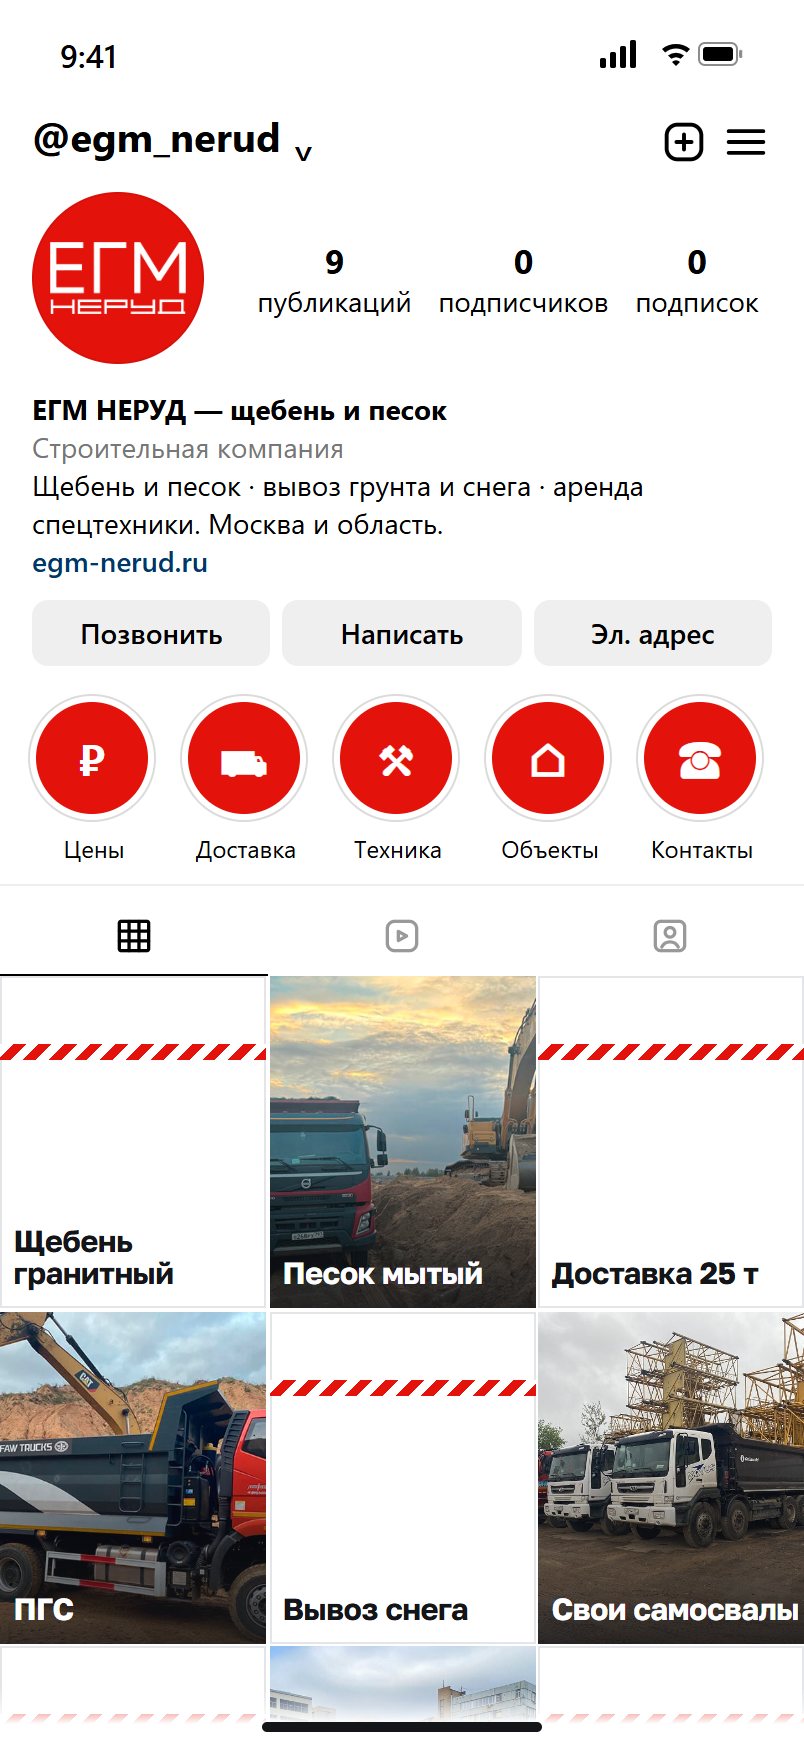 9:41
@egm_nerud
ЕГМ
НЕРУД
9
публикаций
0
подписчиков
0
подписок
ЕГМ НЕРУД — щебень и песок
Строительная компания
Щебень и песок · вывоз грунта и снега · аренда
спецтехники. Москва и область.
egm-nerud.ru
Позвонить
Написать
Эл. адрес
₽
Цены
Доставка
Техника
Объекты
Контакты
Щебень
гранитный
Песок мытый
Доставка 25 т
CAT
FAW TRUCKS
ПГС
Вывоз снега
Свои самосвалы